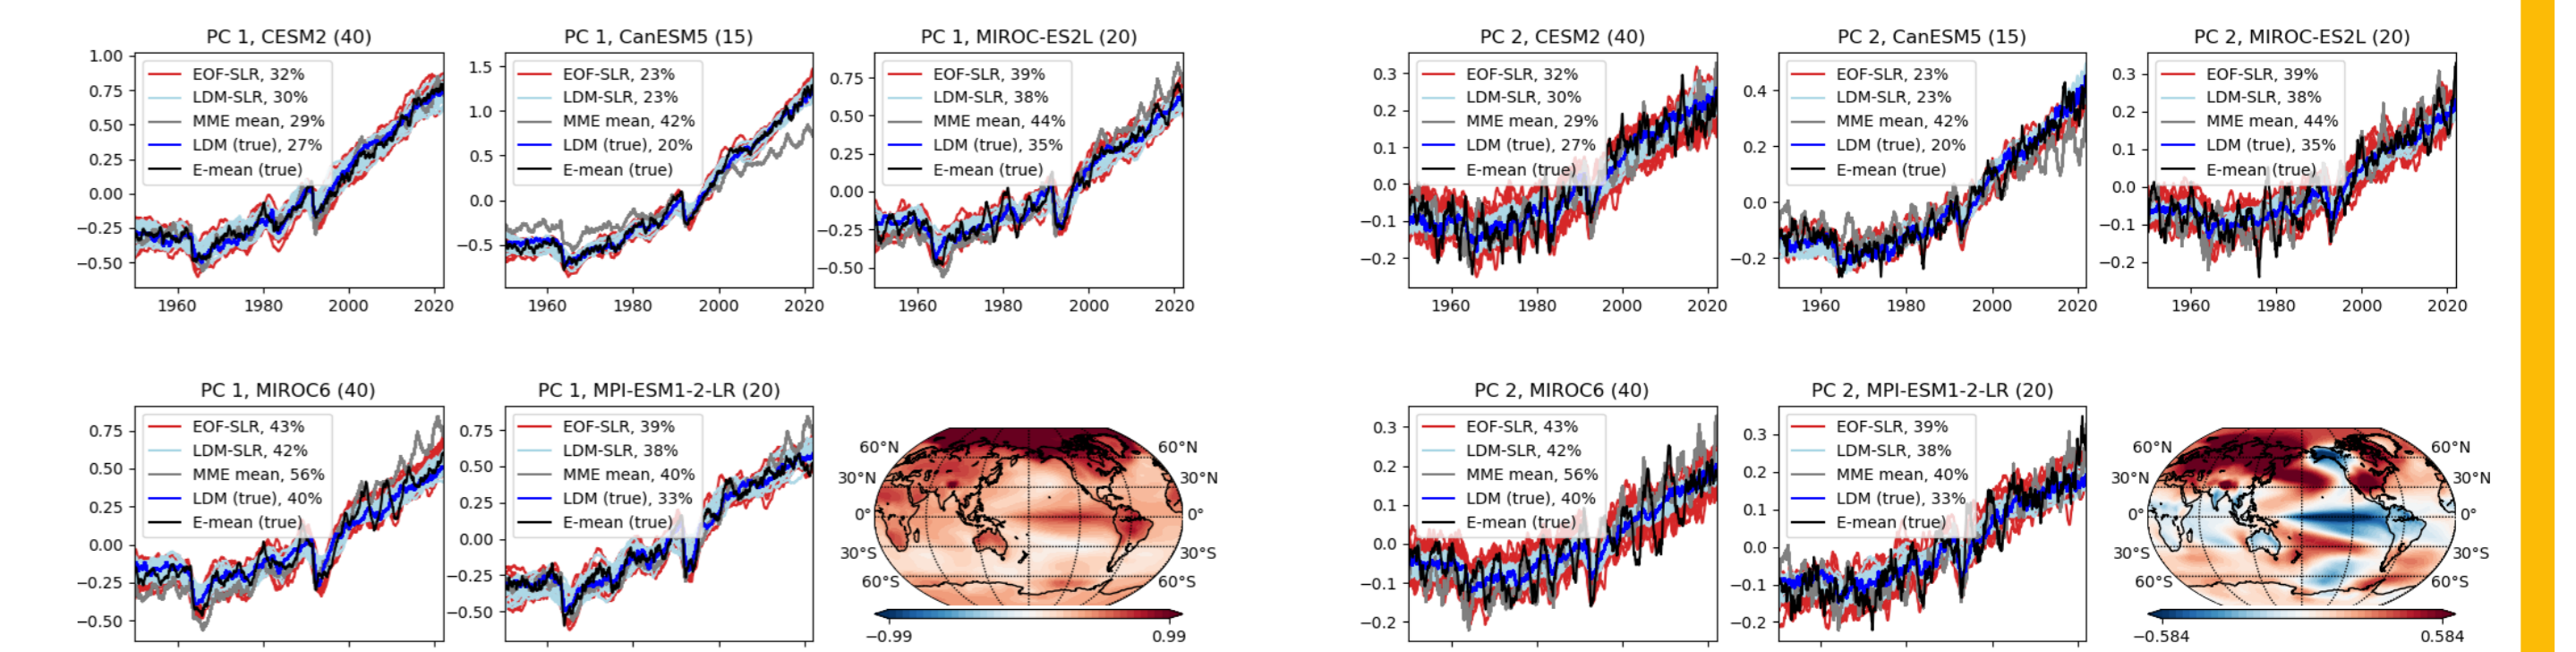 PC 1, CESM2 (40)
1.00
0.75
0.50
0.25
0.00
−0.25
−0.50
EOF-SLR, 32%
LDM-SLR, 30%
MME mean, 29%
LDM (true), 27%
E-mean (true)
1960 1980 2000 2020
PC 1, CanESM5 (15)
1.5
1.0
0.5
0.0
−0.5
EOF-SLR, 23%
LDM-SLR, 23%
MME mean, 42%
LDM (true), 20%
E-mean (true)
1960 1980 2000 2020
PC 1, MIROC-ES2L (20)
0.75
0.50
0.25
0.00
−0.25
−0.50
EOF-SLR, 39%
LDM-SLR, 38%
MME mean, 44%
LDM (true), 35%
E-mean (true)
1960 1980 2000 2020
PC 2, CESM2 (40)
0.3
0.2
0.1
0.0
−0.1
−0.2
EOF-SLR, 32%
LDM-SLR, 30%
MME mean, 29%
LDM (true), 27%
E-mean (true)
1960 1980 2000 2020
PC 2, CanESM5 (15)
0.4
0.2
0.0
−0.2
EOF-SLR, 23%
LDM-SLR, 23%
MME mean, 42%
LDM (true), 20%
E-mean (true)
1960 1980 2000 2020
PC 2, MIROC-ES2L (20)
0.3
0.2
0.1
0.0
−0.1
−0.2
EOF-SLR, 39%
LDM-SLR, 38%
MME mean, 44%
LDM (true), 35%
E-mean (true)
1960 1980 2000 2020
PC 1, MIROC6 (40)
0.75
0.50
0.25
0.00
−0.25
−0.50
EOF-SLR, 43%
LDM-SLR, 42%
MME mean, 56%
LDM (true), 40%
E-mean (true)
PC 1, MPI-ESM1-2-LR (20)
0.75
0.50
0.25
0.00
−0.25
−0.50
EOF-SLR, 39%
LDM-SLR, 38%
MME mean, 40%
LDM (true), 33%
E-mean (true)
60°N 60°N
30°N 30°N
0° 0°
30°S 30°S
60°S 60°S
−0.99 0.99
PC 2, MIROC6 (40)
0.3
0.2
0.1
0.0
−0.1
−0.2
EOF-SLR, 43%
LDM-SLR, 42%
MME mean, 56%
LDM (true), 40%
E-mean (true)
PC 2, MPI-ESM1-2-LR (20)
0.3
0.2
0.1
0.0
−0.1
−0.2
EOF-SLR, 39%
LDM-SLR, 38%
MME mean, 40%
LDM (true), 33%
E-mean (true)
60°N 60°N
30°N 30°N
0° 0°
30°S 30°S
60°S 60°S
−0.584 0.584